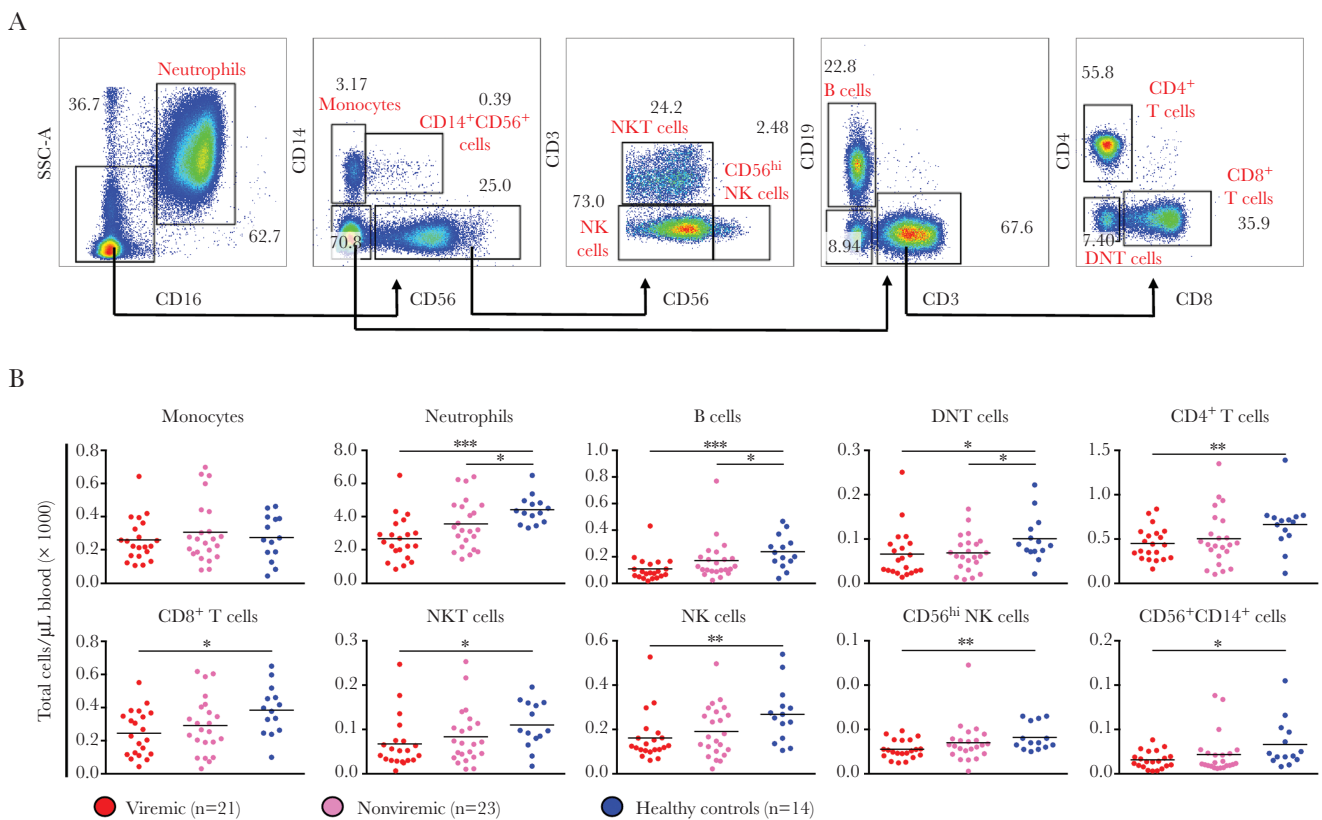 A
Neutrophils
36.7
62.7
SSC-A
CD16
3.17
Monocytes
0.39
CD14+CD56+
cells
25.0
70.8
CD14
CD56
24.2
NKT cells
2.48
CD56hi
NK cells
73.0
NK
cells
CD3
CD56
22.8
B cells
67.6
8.94
CD19
CD3
55.8
CD4+
T cells
CD8+
T cells
35.9
7.40
DNT cells
CD4
CD8
B
Total cells/µL blood (× 1000)
Monocytes
0.8
0.6
0.4
0.2
0.0
Neutrophils
***
*
8.0
6.0
4.0
2.0
0.0
B cells
***
*
1.0
0.8
0.6
0.4
0.2
0.0
DNT cells
*
*
0.3
0.2
0.1
0.0
CD4+ T cells
**
1.5
1.0
0.5
0.0
CD8+ T cells
*
0.8
0.6
0.4
0.2
0.0
NKT cells
*
0.3
0.2
0.1
0.0
NK cells
**
0.6
0.4
0.2
0.0
CD56hi NK cells
**
0.1
0.0
0.0
0.0
CD56+CD14+ cells
*
0.2
0.1
0.1
0.0
Viremic (n=21)
Nonviremic (n=23)
Healthy controls (n=14)